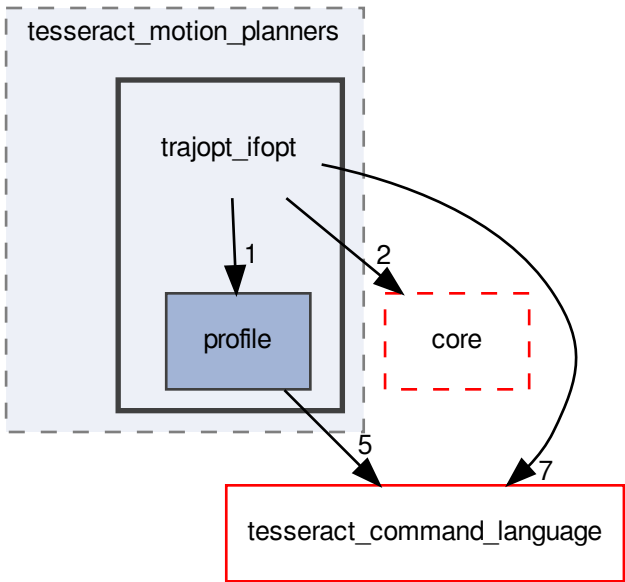 tesseract_motion_planners
trajopt_ifopt
1
2
profile
core
5
7
tesseract_command_language